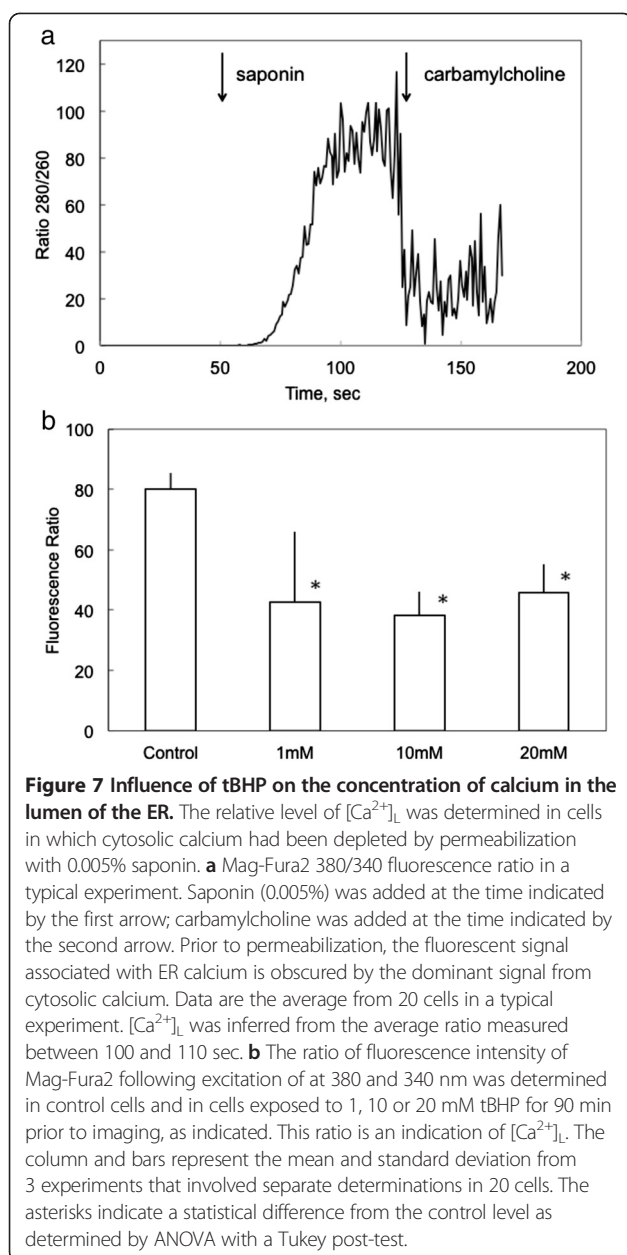 a
120
saponin
carbamylcholine
100
80
60
40
20
0
Ratio 280/260
0 50 100 150 200
Time, sec
b
100
80
60
40
20
0
Fluorescence Ratio
* * *
Control 1mM 10mM 20mM
Figure 7 Influence of tBHP on the concentration of calcium in the
lumen of the ER. The relative level of [Ca2+]L was determined in cells
in which cytosolic calcium had been depleted by permeabilization
with 0.005% saponin. a Mag-Fura2 380/340 fluorescence ratio in a
typical experiment. Saponin (0.005%) was added at the time indicated
by the first arrow; carbamylcholine was added at the time indicated by
the second arrow. Prior to permeabilization, the fluorescent signal
associated with ER calcium is obscured by the dominant signal from
cytosolic calcium. Data are the average from 20 cells in a typical
experiment. [Ca2+]L was inferred from the average ratio measured
between 100 and 110 sec. b The ratio of fluorescence intensity of
Mag-Fura2 following excitation of at 380 and 340 nm was determined
in control cells and in cells exposed to 1, 10 or 20 mM tBHP for 90 min
prior to imaging, as indicated. This ratio is an indication of [Ca2+]L. The
column and bars represent the mean and standard deviation from
3 experiments that involved separate determinations in 20 cells. The
asterisks indicate a statistical difference from the control level as
determined by ANOVA with a Tukey post-test.